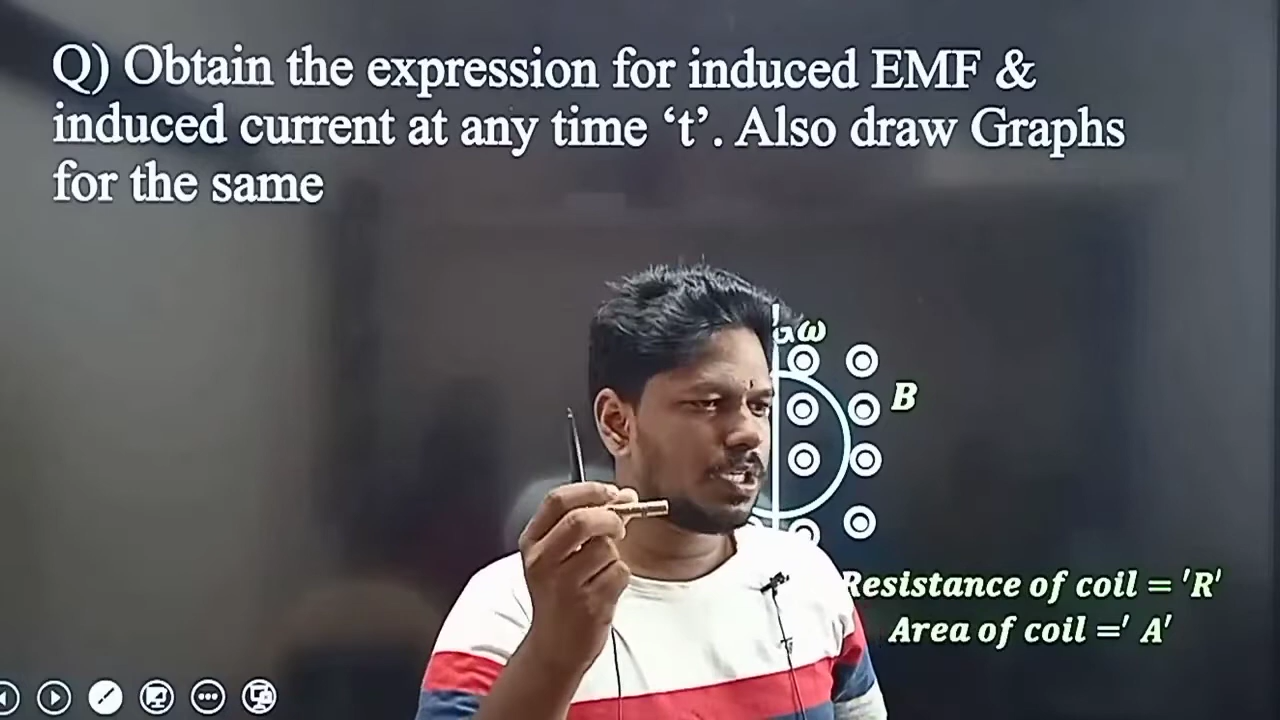 Q) Obtain the expression for induced EMF &
induced current at any time ‘t’. Also draw Graphs
for the same
ω
B
Resistance of coil = 'R'
Area of coil =' A'